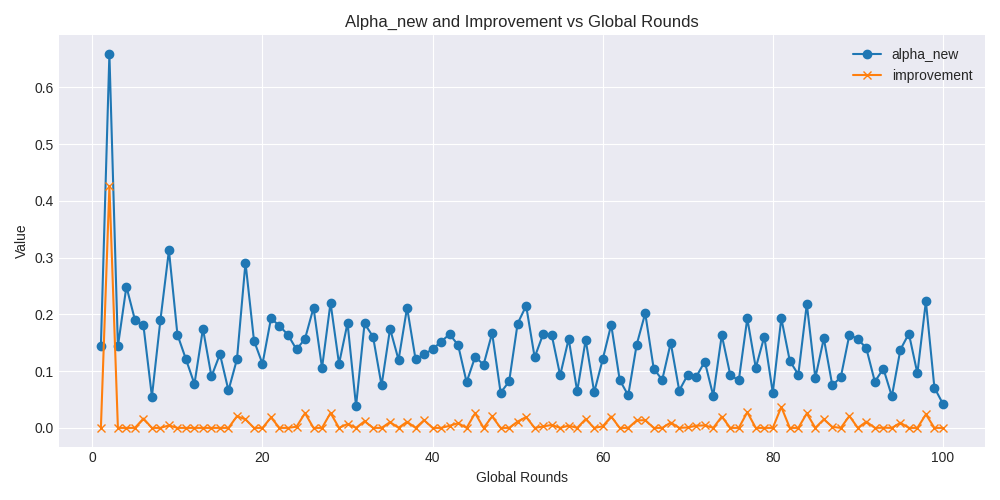 Alpha_new and Improvement vs Global Rounds
alpha_new
improvement
Value
0.6
0.5
0.4
0.3
0.2
0.1
0.0
0 20 40 60 80 100
Global Rounds